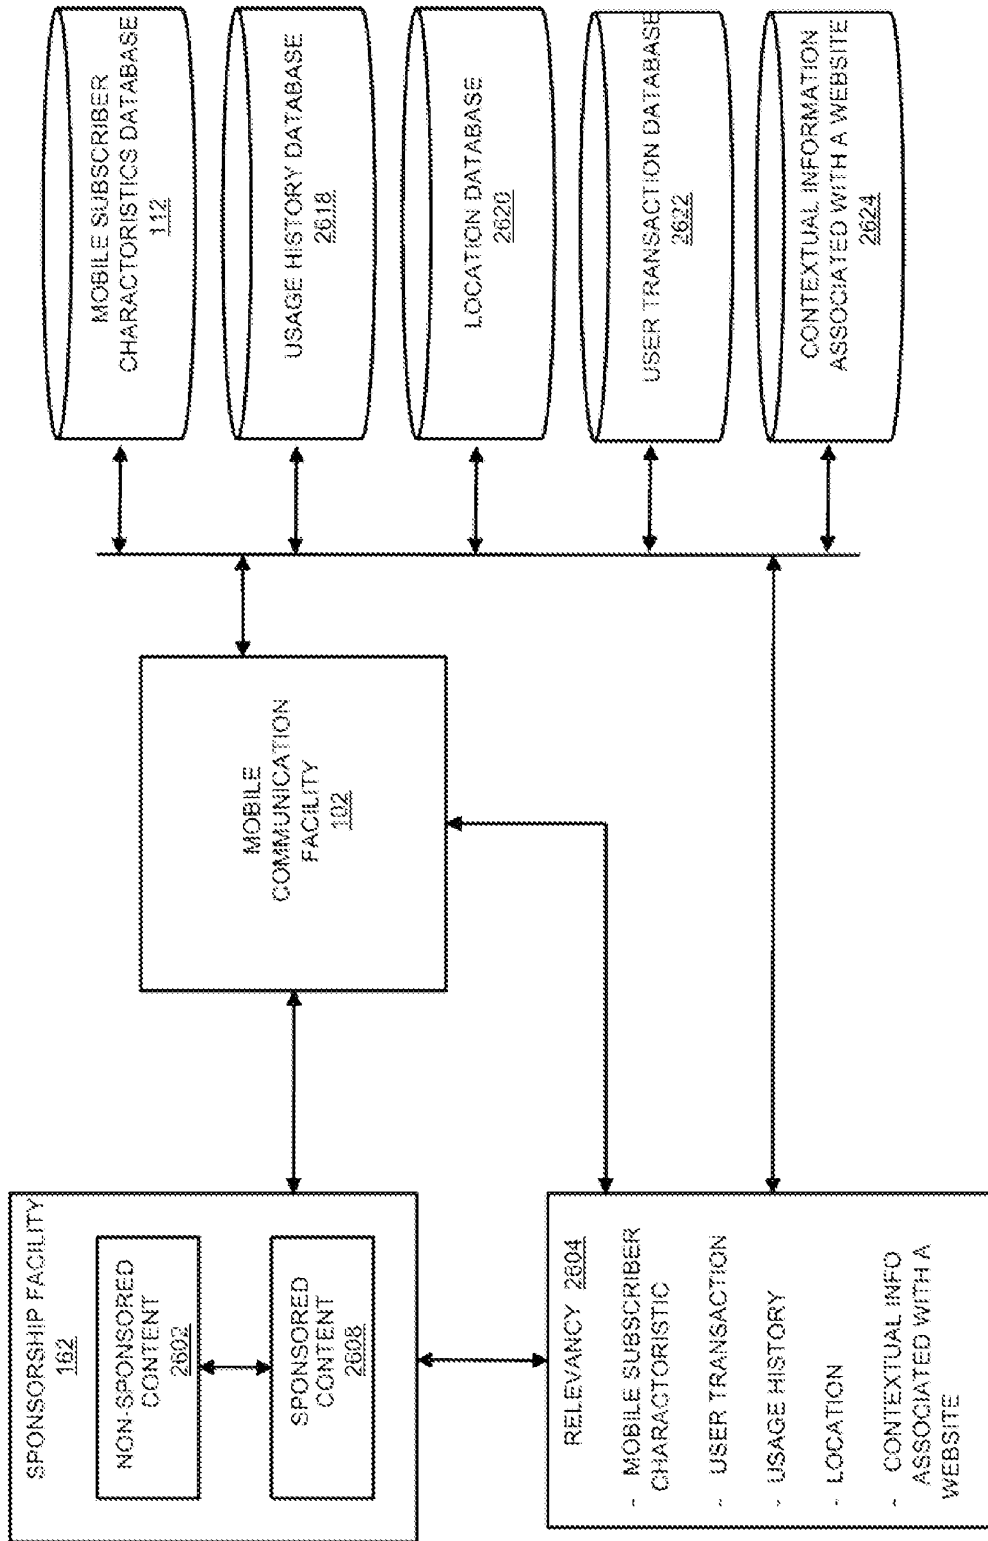 SPONSORSHIP FACILITY
162
NON-SPONSORED
CONTENT
2602
SPONSORED
CONTENT
2608
RELEVANCY 2604
- MOBILE SUBSCRIBER
CHARACTORISTIC
- USER TRANSACTION
- USAGE HISTORY
- LOCATION
- CONTEXTUAL INFO
ASSOCIATED WITH A
WEBSITE
MOBILE
COMMUNICATION
FACILITY
102
MOBILE SUBSCRIBER
CHARACTORISTICS DATABASE
112
USAGE HISTORY DATABASE
2618
LOCATION DATABASE
2620
USER TRANSACTION DATABASE
2622
CONTEXTUAL INFORMATION
ASSOCIATED WITH A WEBSITE
2624